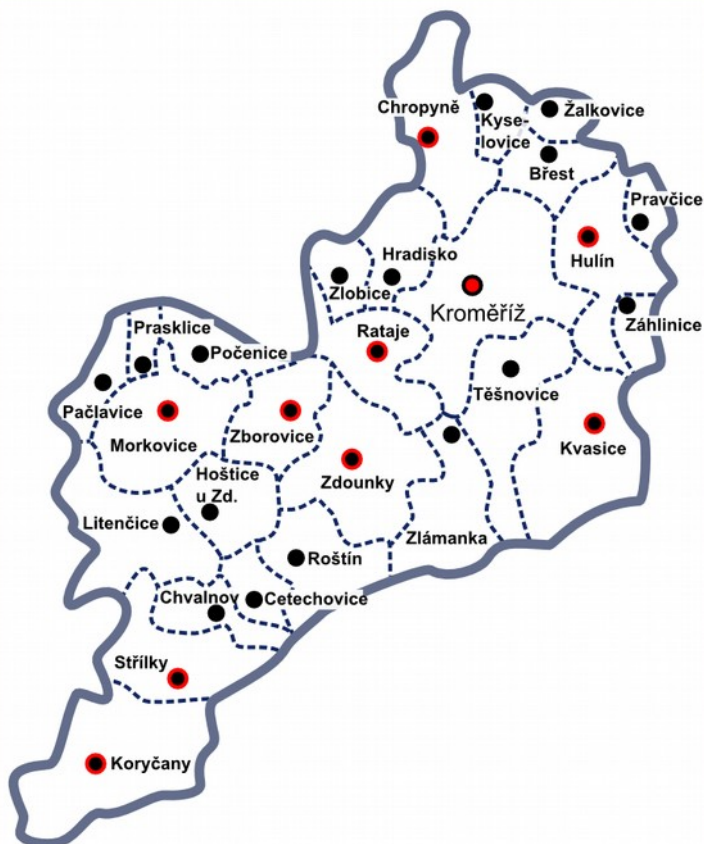 Chropyně
Kyse-
lovice
Žalkovice
Břest
Pravčice
Hulín
Hradisko
Zlobice
Kroměříž
Záhlinice
Prasklice
Rataje
Počenice
Těšnovice
Pačlavice
Morkovice
Zborovice
Kvasice
Hoštice
u Zd.
Zdounky
Litenčice
Zlámanka
Roštín
Chvalnov
Cetechovice
Střílky
Koryčany